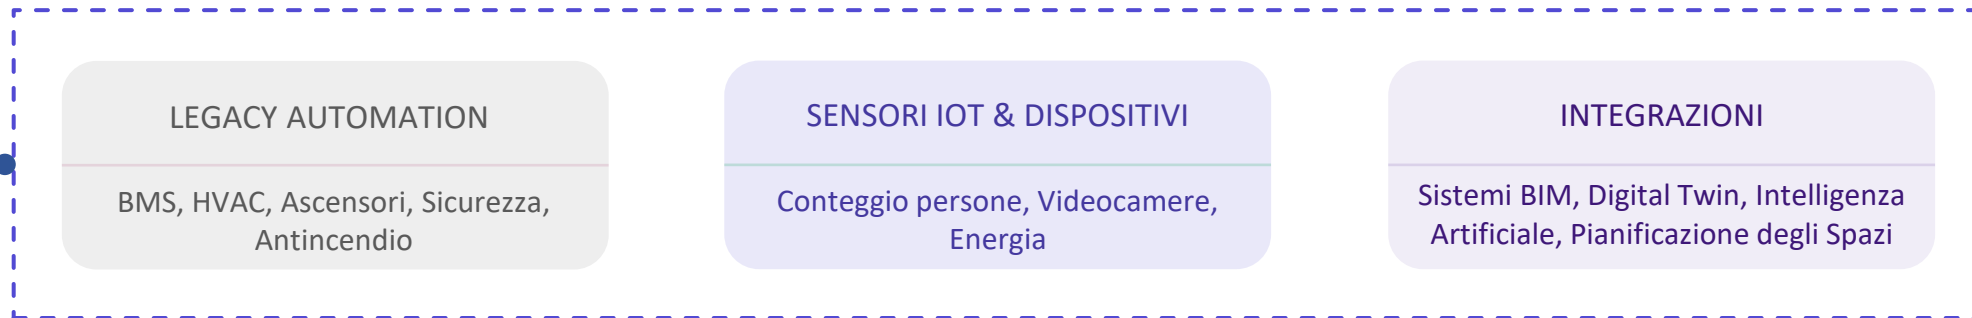 LEGACY AUTOMATION
BMS, HVAC, Ascensori, Sicurezza,
Antincendio
SENSORI IOT & DISPOSITIVI
Conteggio persone, Videocamere,
Energia
INTEGRAZIONI
Sistemi BIM, Digital Twin, Intelligenza
Artificiale, Pianificazione degli Spazi